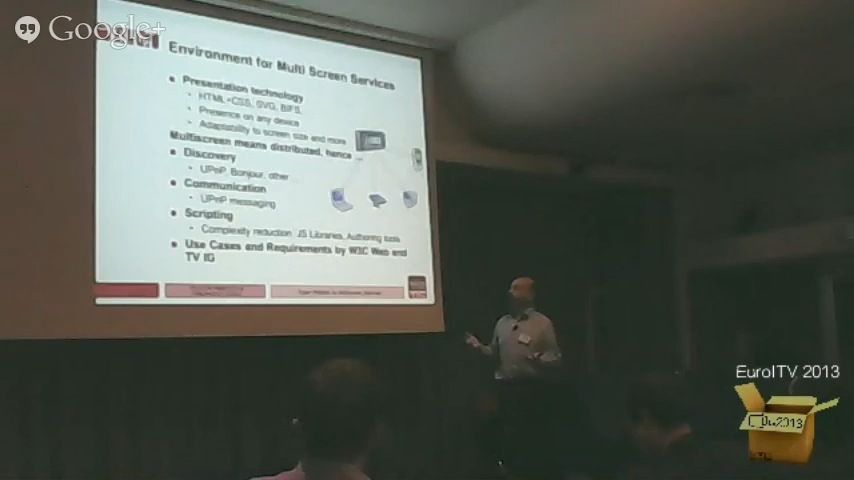 Google+
Environment for Multi Screen Services
• Presentation technology
• HTML+CSS, SVG, BIFS,
• Presence on any device
• Adaptability to screen size and more
Multiscreen means distributed, hence ...
• Discovery
• UPnP, Bonjour, other
• Communication
• UPnP messaging
• Scripting
• Complexity reduction: JS Libraries, Authoring tools
• Use Cases and Requirements by W3C Web and
TV IG
EuroITV 2013